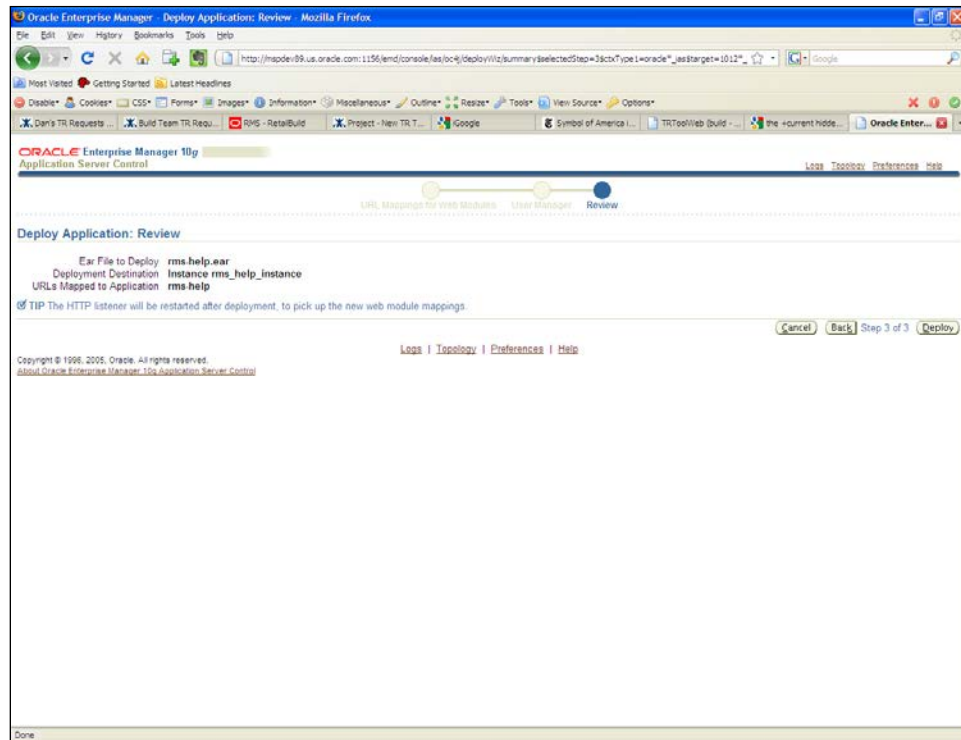 Oracle Enterprise Manager - Deploy Application: Review - Mozilla Firefox
File Edit View History Bookmarks Tools Help
Google
Most Visited Getting Started Latest Headlines
Disable Cookies CSS Forms Images Information Miscellaneous Outline Resize Tools View Source Options
Dan's TR Requests ... Build Team TR Requ... RMS - RetailBuild Project - New TR T... iGoogle Symbol of America i... TRToolWeb [build - ... the +current hidde... Oracle Enter...
ORACLE Enterprise Manager 10g
Application Server Control
Logs Topology Preferences Help
URL Mappings for Web Modules User Manager Review
Deploy Application: Review
Ear File to Deploy rms-help.ear
Deployment Destination Instance rms_help_instance
URLs Mapped to Application rms-help
TIP The HTTP listener will be restarted after deployment, to pick up the new web module mappings.
Cancel Back Step 3 of 3 Deploy
Logs | Topology | Preferences | Help
Copyright © 1996, 2005, Oracle. All rights reserved.
About Oracle Enterprise Manager 10g Application Server Control
Done